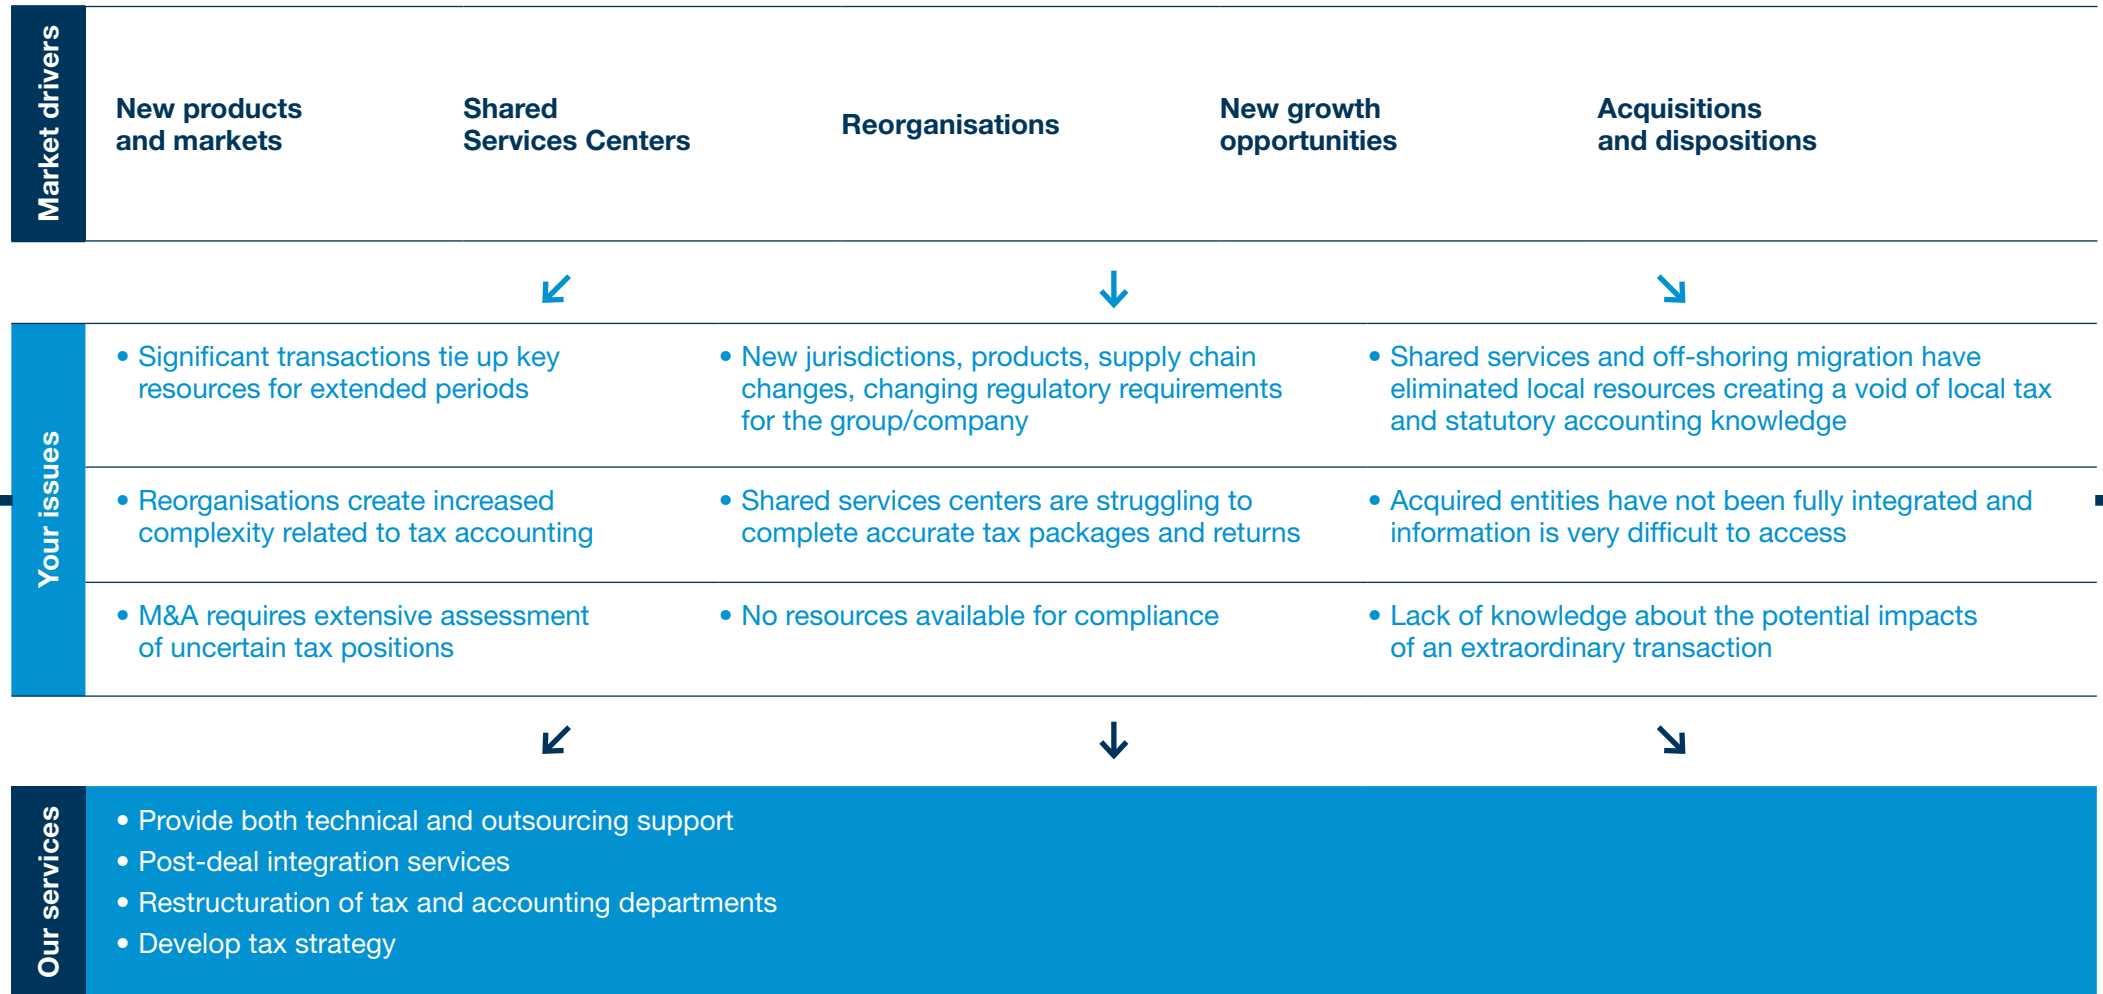 Market drivers
New products
and markets
Shared
Services Centers
Reorganisations
New growth
opportunities
Acquisitions
and dispositions
Your issues
• Significant transactions tie up key
resources for extended periods
• New jurisdictions, products, supply chain
changes, changing regulatory requirements
for the group/company
• Shared services and off-shoring migration have
eliminated local resources creating a void of local tax
and statutory accounting knowledge
• Reorganisations create increased
complexity related to tax accounting
• Shared services centers are struggling to
complete accurate tax packages and returns
• Acquired entities have not been fully integrated and
information is very difficult to access
• M&A requires extensive assessment
of uncertain tax positions
• No resources available for compliance
• Lack of knowledge about the potential impacts
of an extraordinary transaction
Our services
• Provide both technical and outsourcing support
• Post-deal integration services
• Restructuration of tax and accounting departments
• Develop tax strategy